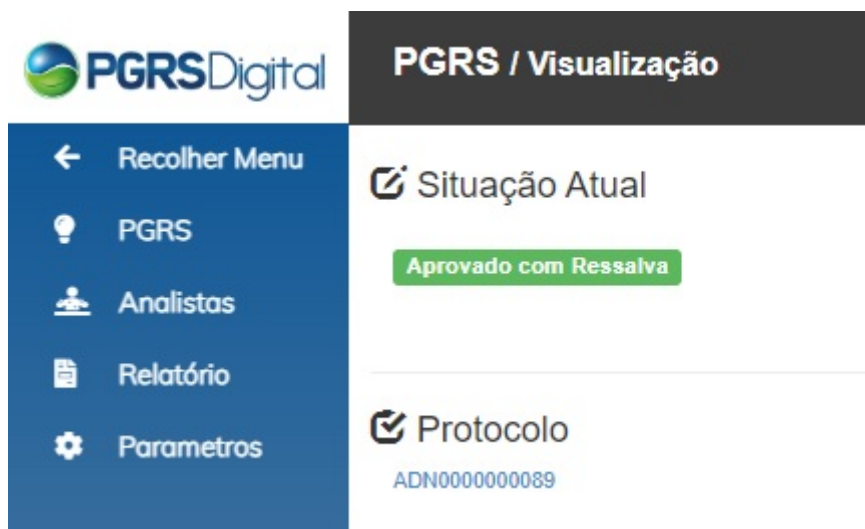 PGRSDigital
Recolher Menu
PGRS
Analistas
Relatório
Parametros
PGRS / Visualização
Situação Atual
Aprovado com Ressalva
Protocolo
ADN0000000089